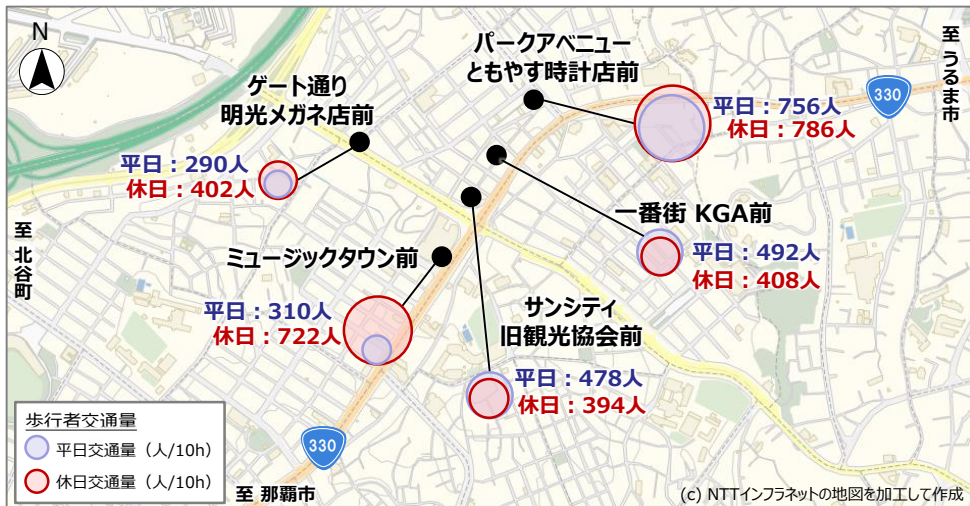 N
パークアベニュー
ともやす時計店前
至 うるま市
ゲート通り
明光メガネ店前
330
平日：756人
休日：786人
平日：290人
休日：402人
一番街 KGA前
至 北谷町
ミュージックタウン前
平日：492人
休日：408人
平日：310人
休日：722人
サンシティ
旧観光協会前
平日：478人
休日：394人
歩行者交通量
平日交通量（人/10h）
休日交通量（人/10h）
330
至 那覇市
(c) NTTインフラネットの地図を加工して作成